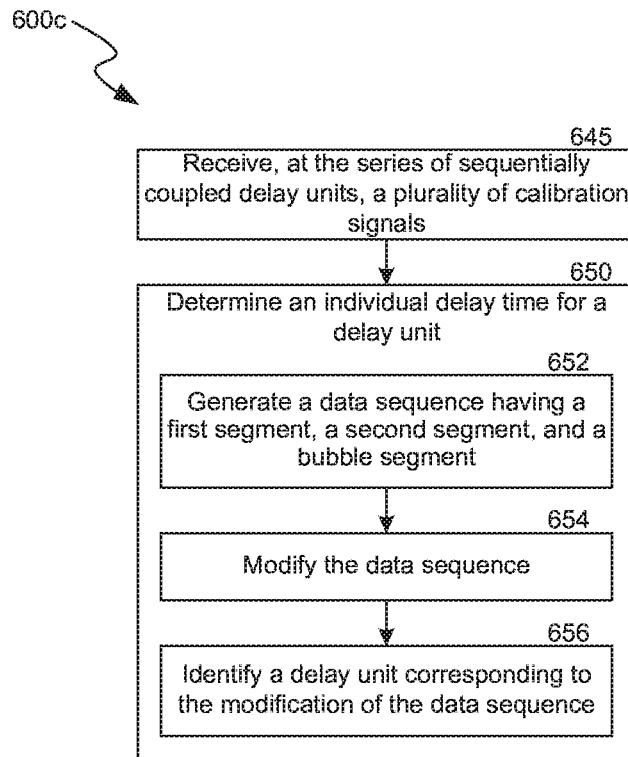 600c
645
Receive, at the series of sequentially
coupled delay units, a plurality of calibration
signals
650
Determine an individual delay time for a
delay unit
652
Generate a data sequence having a
first segment, a second segment, and a
bubble segment
654
Modify the data sequence
656
Identify a delay unit corresponding to
the modification of the data sequence